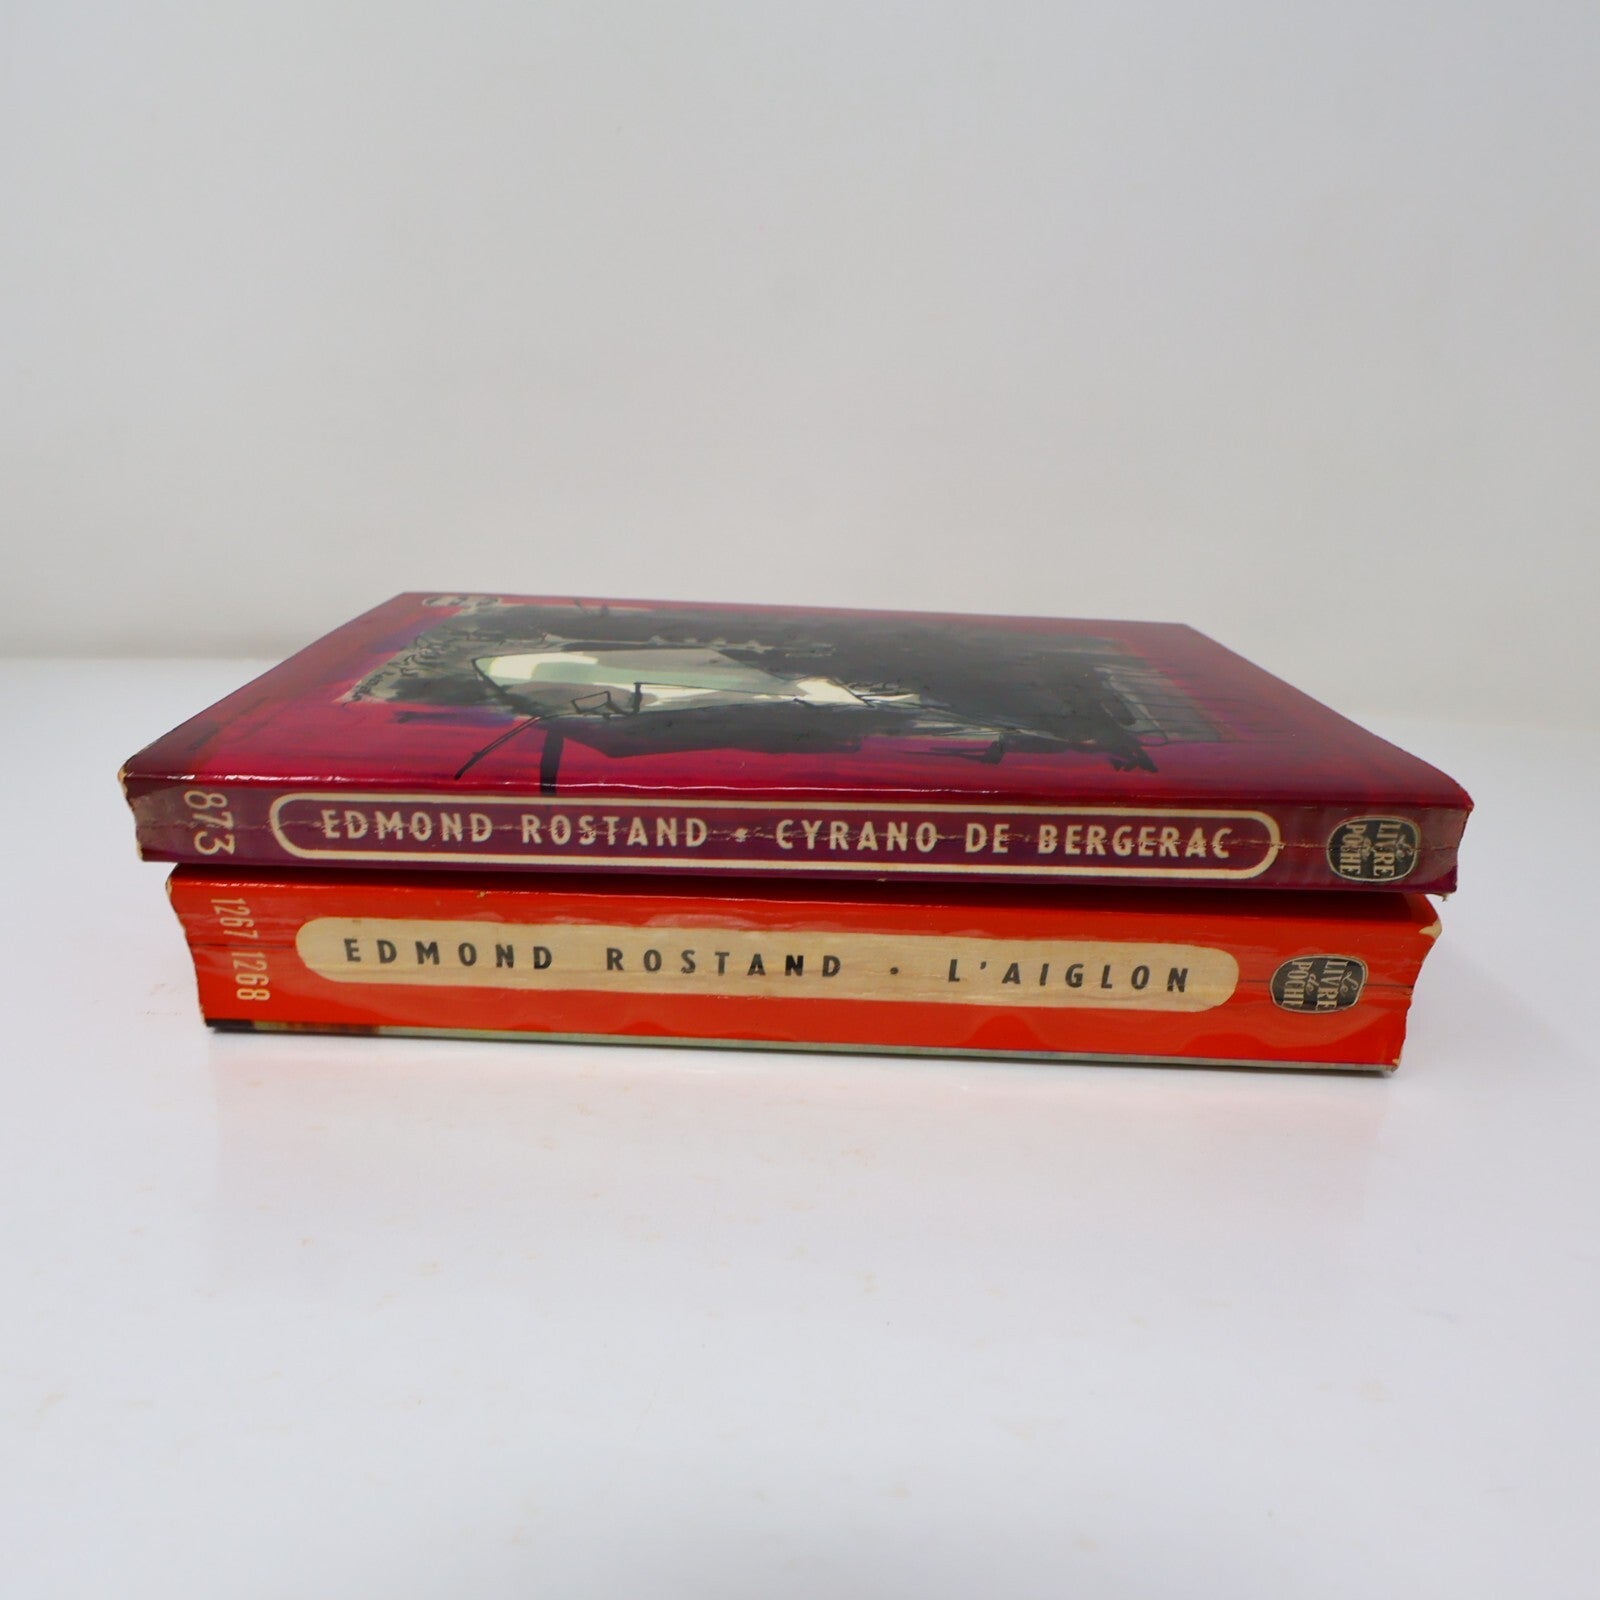 873
EDMOND ROSTAND • CYRANO DE BERGERAC
Le
LIVRE
de
POCHE
1267 1268
EDMOND ROSTAND • L'AIGLON
Le
LIVRE
de
POCHE